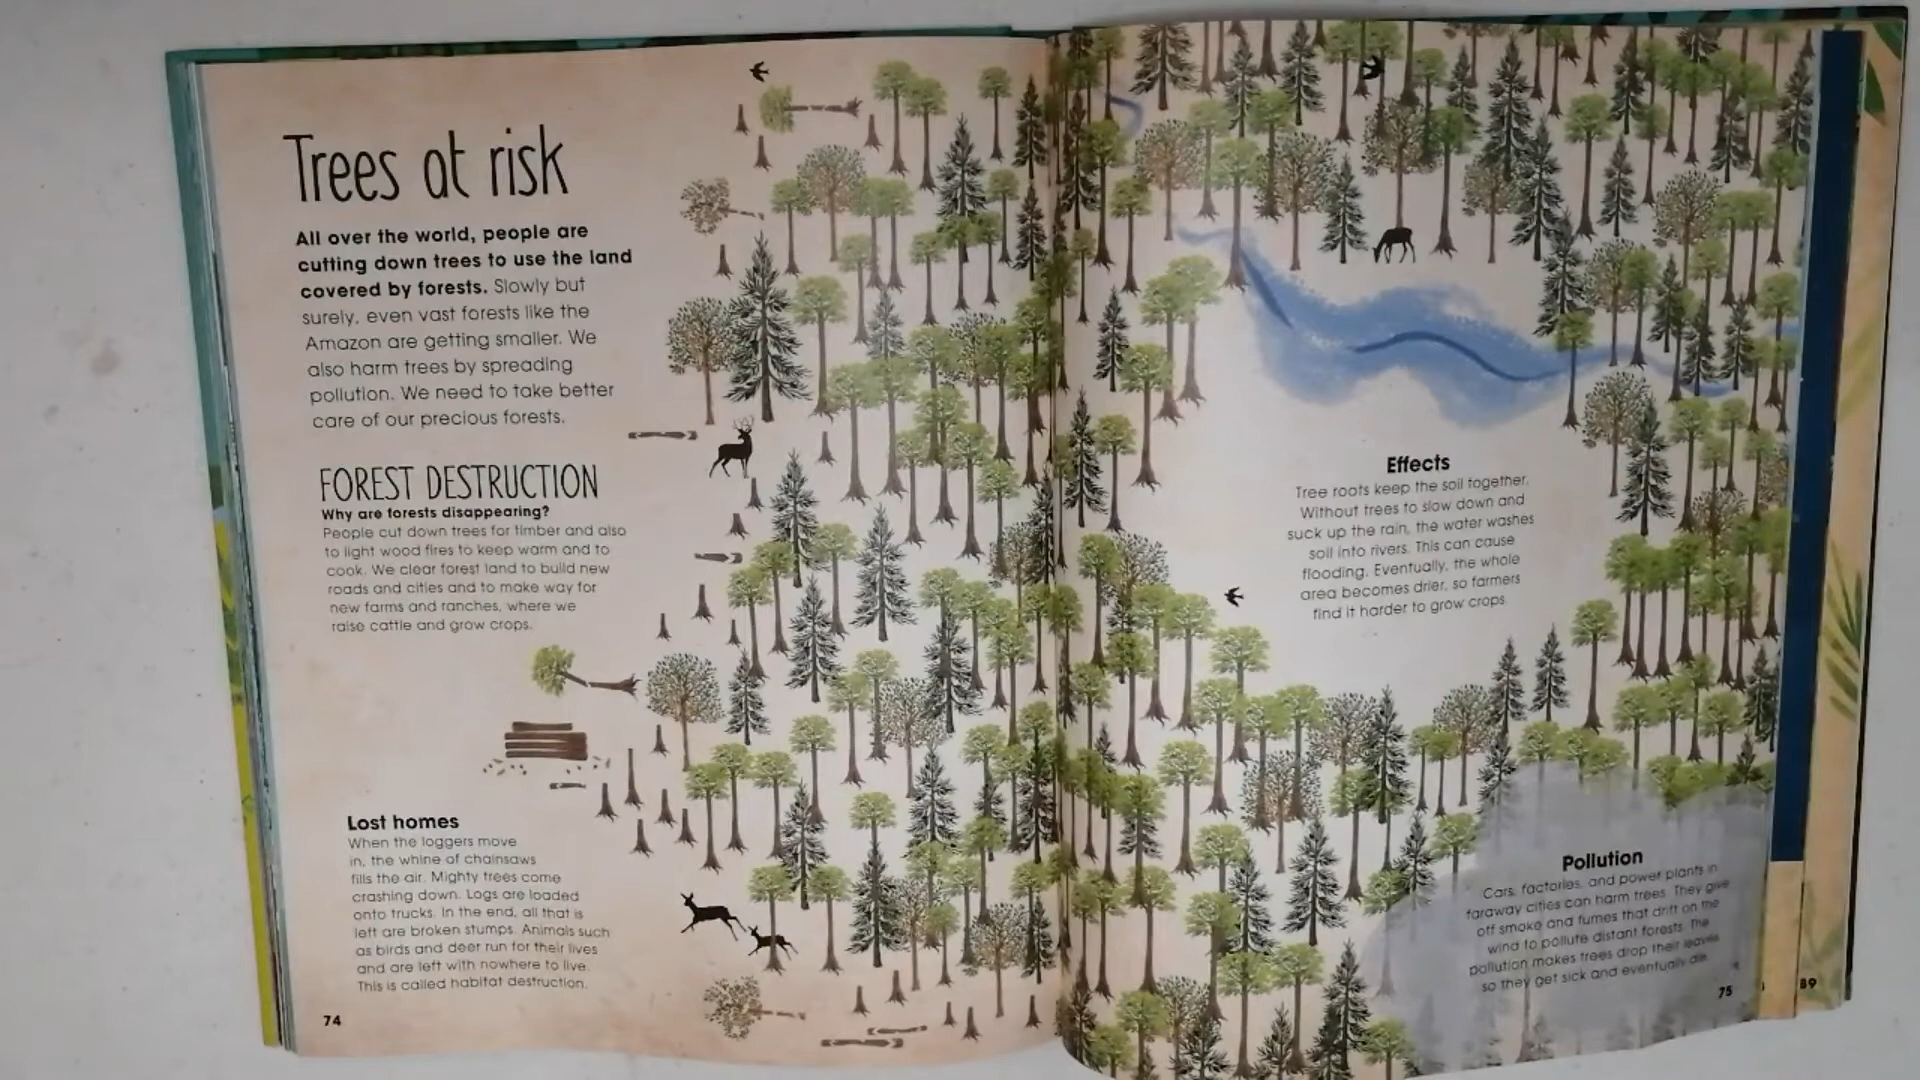 Trees at risk
All over the world, people are
cutting down trees to use the land
covered by forests. Slowly but
surely, even vast forests like the
Amazon are getting smaller. We
also harm trees by spreading
pollution. We need to take better
care of our precious forests.
FOREST DESTRUCTION
Why are forests disappearing?
People cut down trees for timber and also
to light wood fires to keep warm and to
cook. We clear forest land to build new
roads and cities and to make way for
new farms and ranches, where we
raise cattle and grow crops.
Lost homes
When the loggers move
in, the whine of chainsaws
fills the air. Mighty trees come
crashing down. Logs are loaded
onto trucks. In the end, all that is
left are broken stumps. Animals such
as birds and deer run for their lives
and are left with nowhere to live.
This is called habitat destruction.
74
Effects
Tree roots keep the soil together.
Without trees to slow down and
suck up the rain, the water washes
soil into rivers. This can cause
flooding. Eventually, the whole
area becomes drier, so farmers
find it harder to grow crops.
Pollution
Cars, factories, and power plants in
faraway cities can harm trees. They give
off smoke and fumes that drift on the
wind to pollute distant forests. The
pollution makes trees drop their leaves
so they get sick and eventually die.
75
89